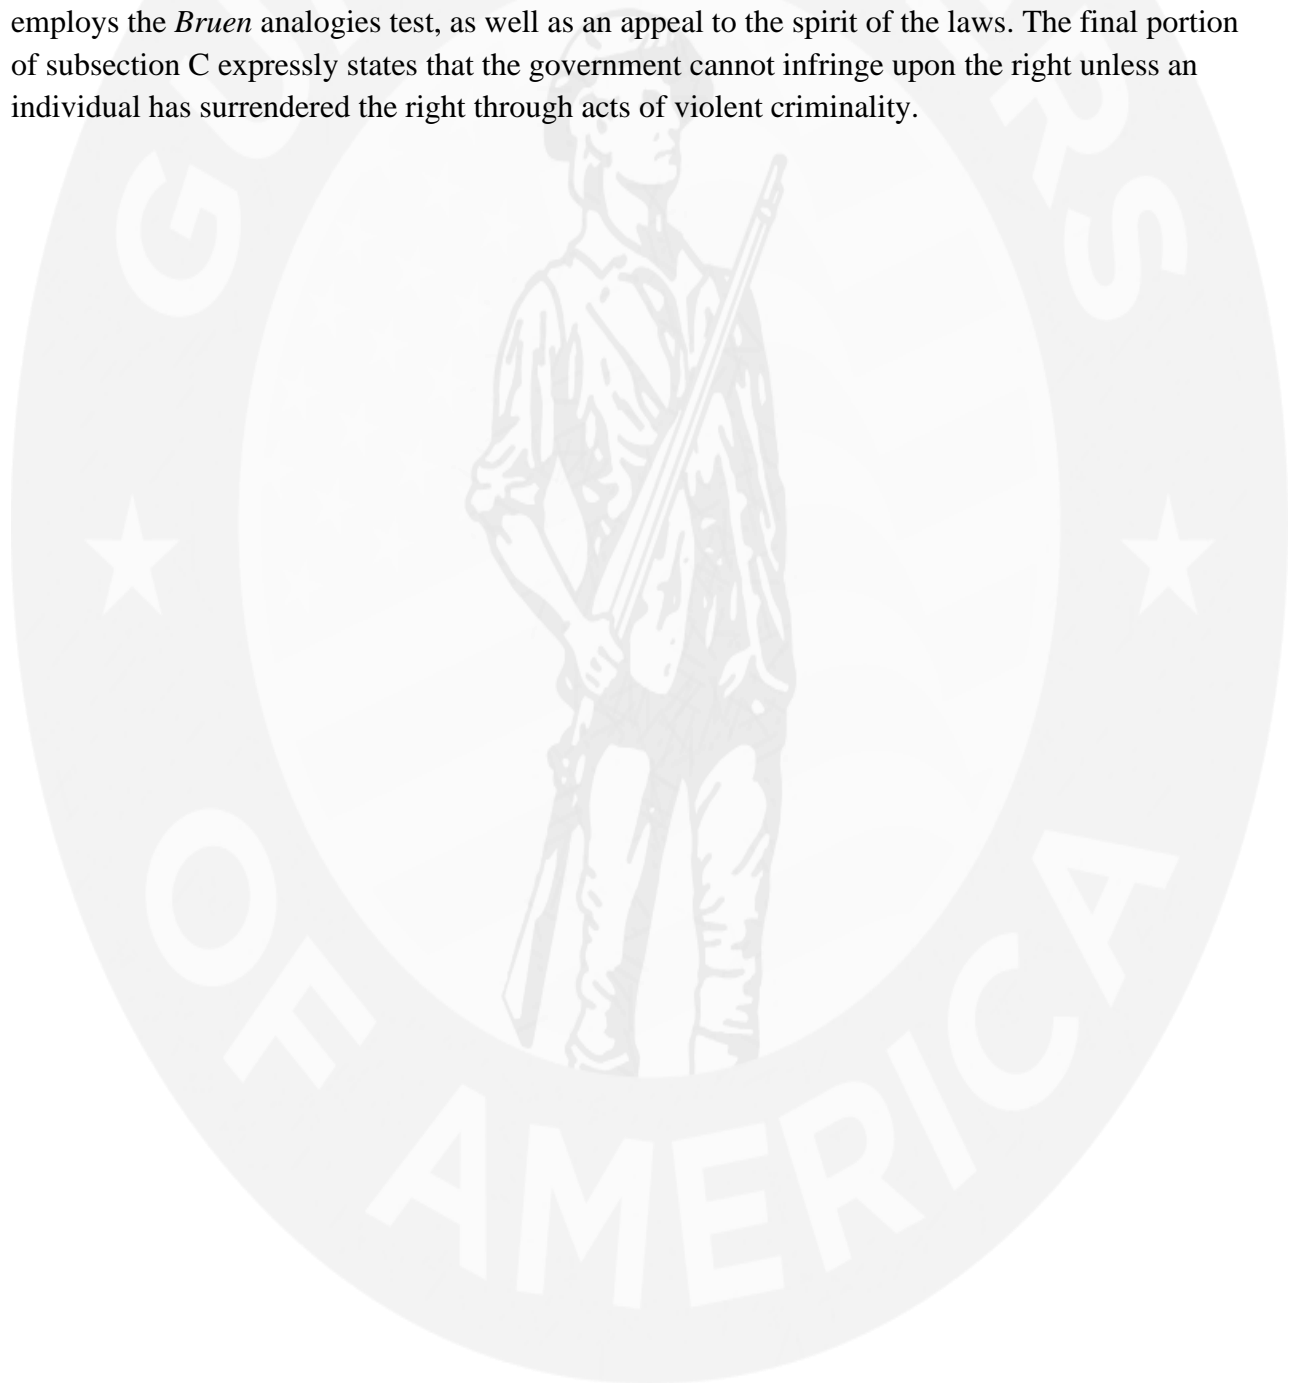 employs the Bruen analogies test, as well as an appeal to the spirit of the laws. The final portion
of subsection C expressly states that the government cannot infringe upon the right unless an
individual has surrendered the right through acts of violent criminality.
OF AMERICA